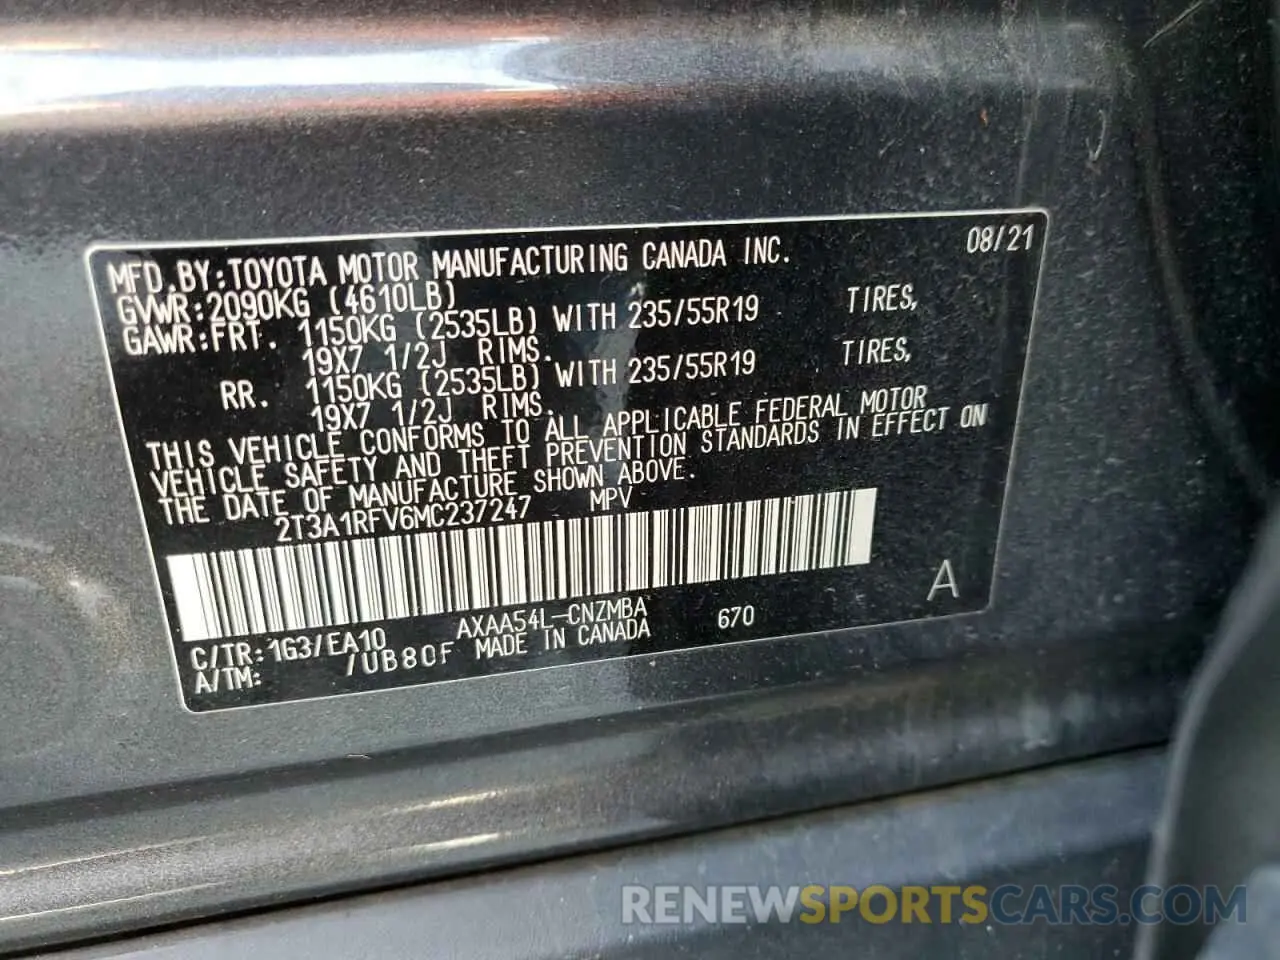 MFD.BY:TOYOTA MOTOR MANUFACTURING CANADA INC. 08/21
GVWR:2090KG (4610LB)
GAWR:FRT. 1150KG (2535LB) WITH 235/55R19 TIRES,
19X7 1/2J RIMS.
RR. 1150KG (2535LB) WITH 235/55R19 TIRES,
19X7 1/2J RIMS.
THIS VEHICLE CONFORMS TO ALL APPLICABLE FEDERAL MOTOR
VEHICLE SAFETY AND THEFT PREVENTION STANDARDS IN EFFECT ON
THE DATE OF MANUFACTURE SHOWN ABOVE.
2T3A1RFV6MC237247 MPV
A
C/TR:1G3/EA10 AXAA54L-CNZMBA 670
A/TM: /UB80F MADE IN CANADA
RENEWSPORTSCARS.COM